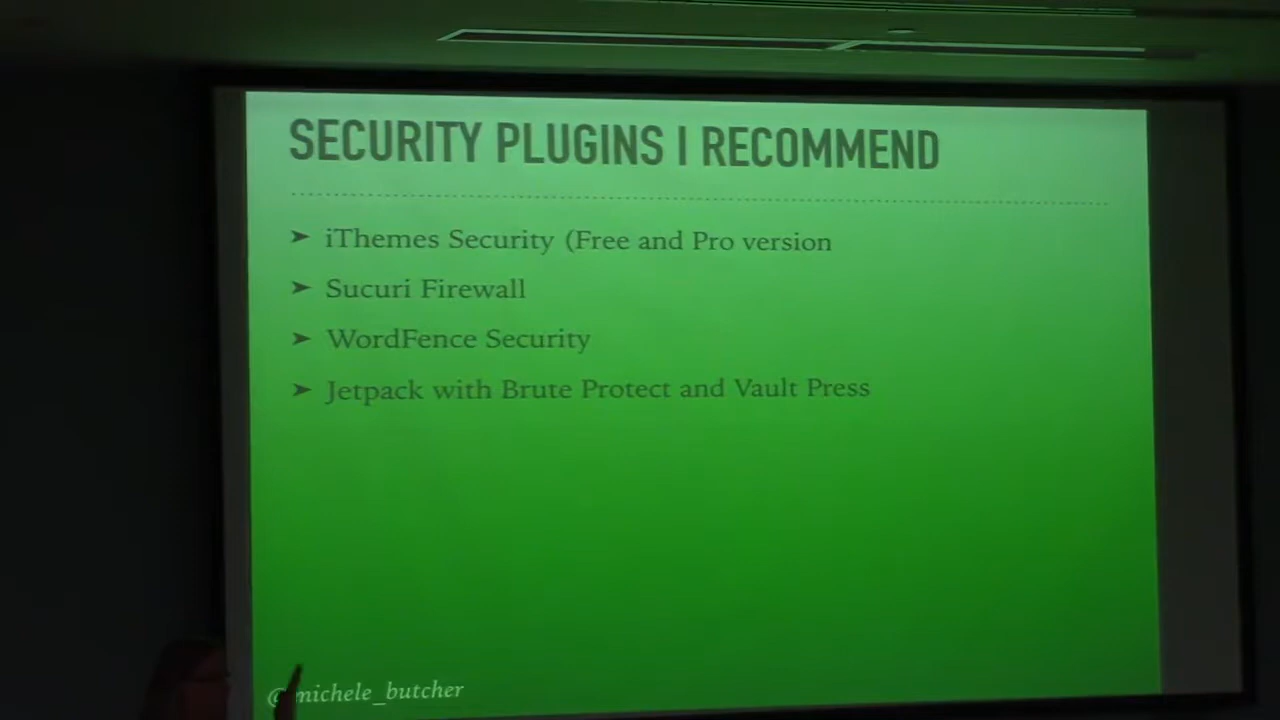 SECURITY PLUGINS I RECOMMEND
➤ iThemes Security (Free and Pro version
➤ Sucuri Firewall
➤ WordFence Security
➤ Jetpack with Brute Protect and Vault Press
@michele_butcher